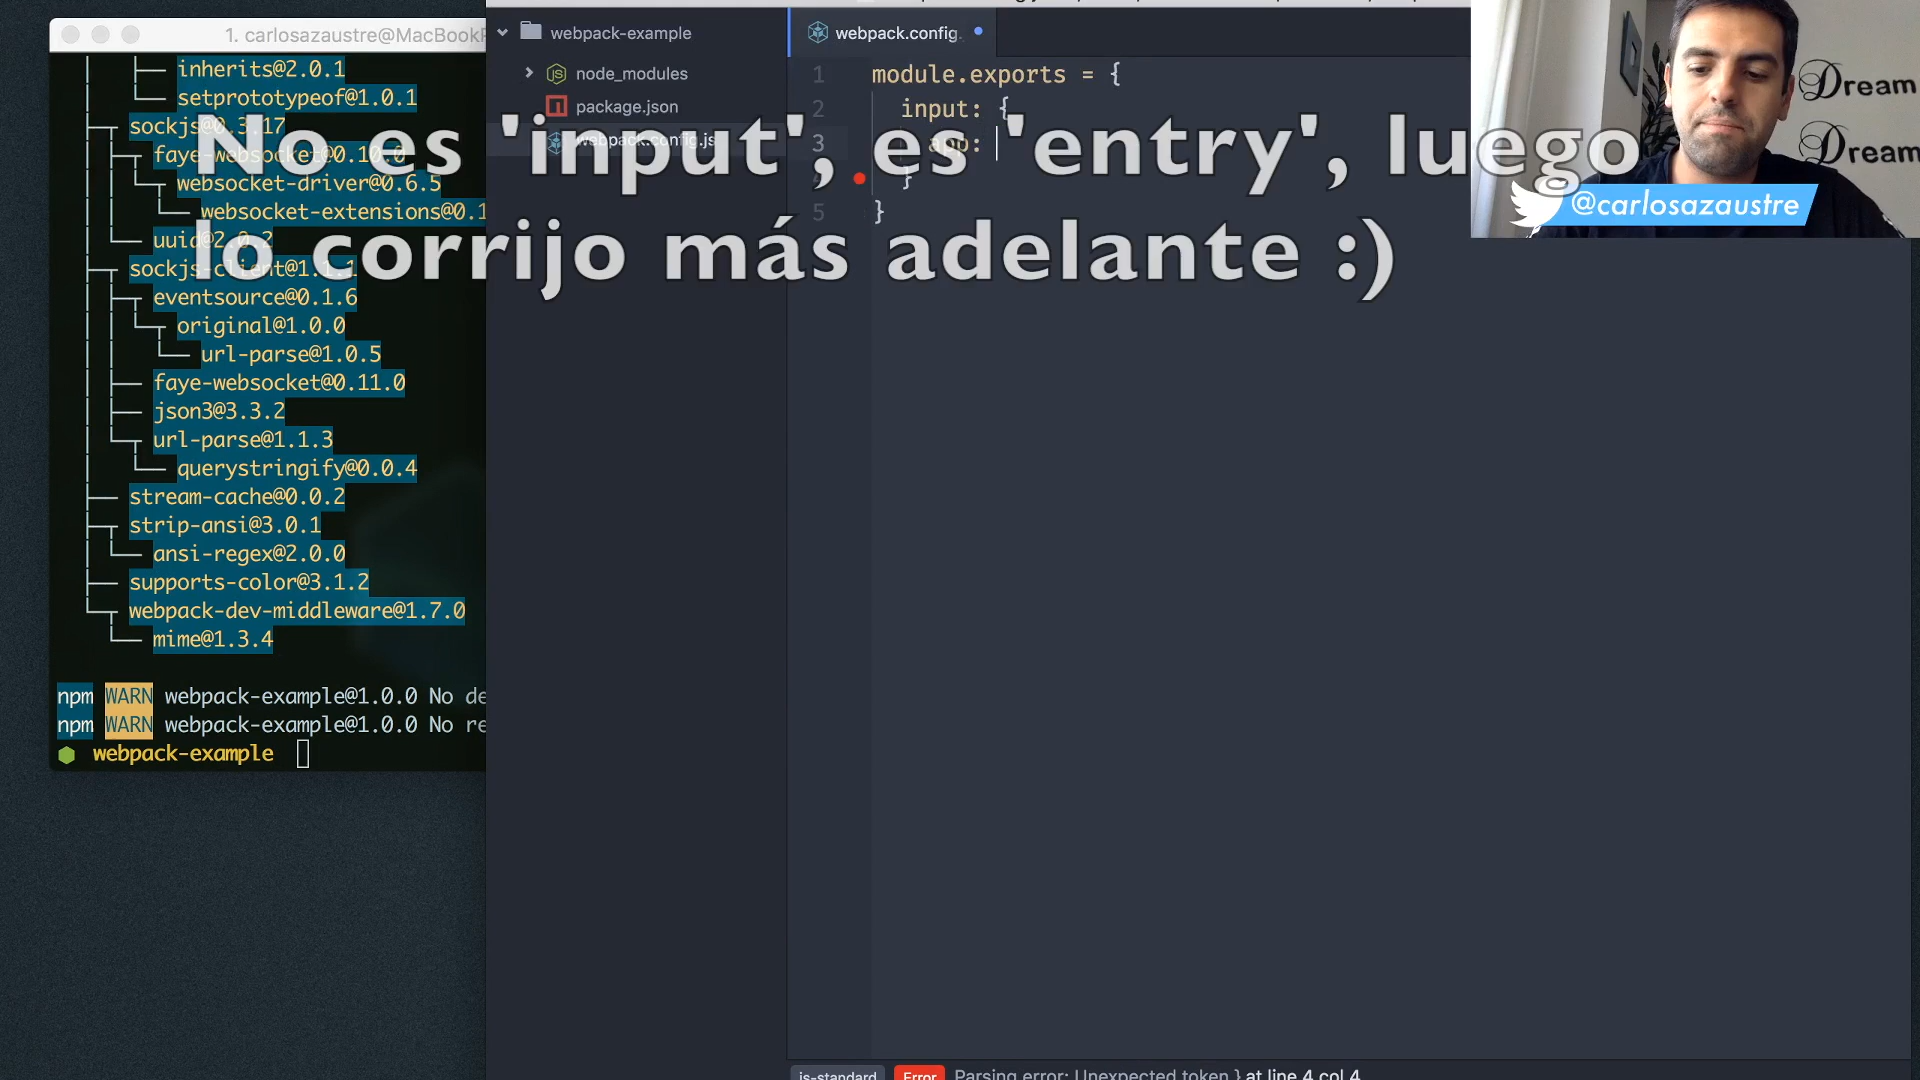 1. carlosazaustre@MacBook
inherits@2.0.1
setprototypeof@1.0.1
sockjs@0.3.17
faye-websocket@0.10.0
websocket-driver@0.6.5
websocket-extensions@0.1
uuid@2.0.2
sockjs-client@1.1.1
eventsource@0.1.6
original@1.0.0
url-parse@1.0.5
faye-websocket@0.11.0
json3@3.3.2
url-parse@1.1.3
querystringify@0.0.4
stream-cache@0.0.2
strip-ansi@3.0.1
ansi-regex@2.0.0
supports-color@3.1.2
webpack-dev-middleware@1.7.0
mime@1.3.4
npm WARN webpack-example@1.0.0 No de
npm WARN webpack-example@1.0.0 No re
webpack-example
webpack-example
node_modules
package.json
webpack.config.js
webpack.config.
1 module.exports = {
2 input: {
3 app:
}
5 }
No es 'input', es 'entry', luego
lo corrijo más adelante :)
Dream
Dream
@carlosazaustre
js-standard Error Parsing error: Unexpected token } at line 4 col 4